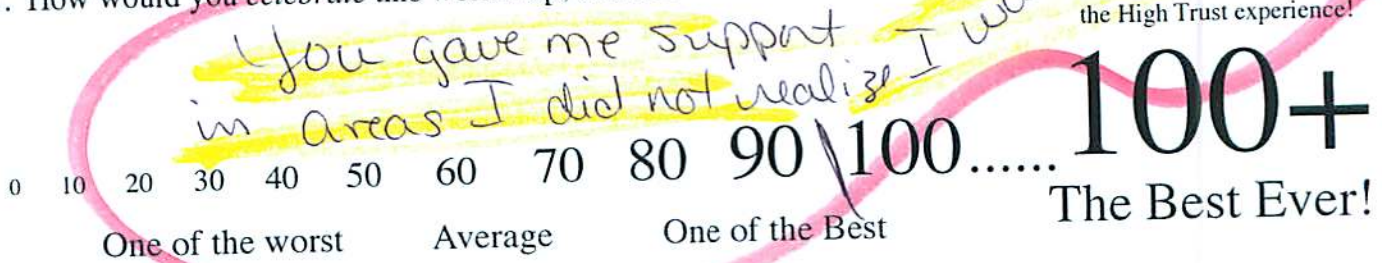 . How would you
the High Trust experience!
You gave me support I
in areas I did not realize I
0 10 20 30 40 50 60 70 80 90 100...... 100+
One of the worst Average One of the Best The Best Ever!